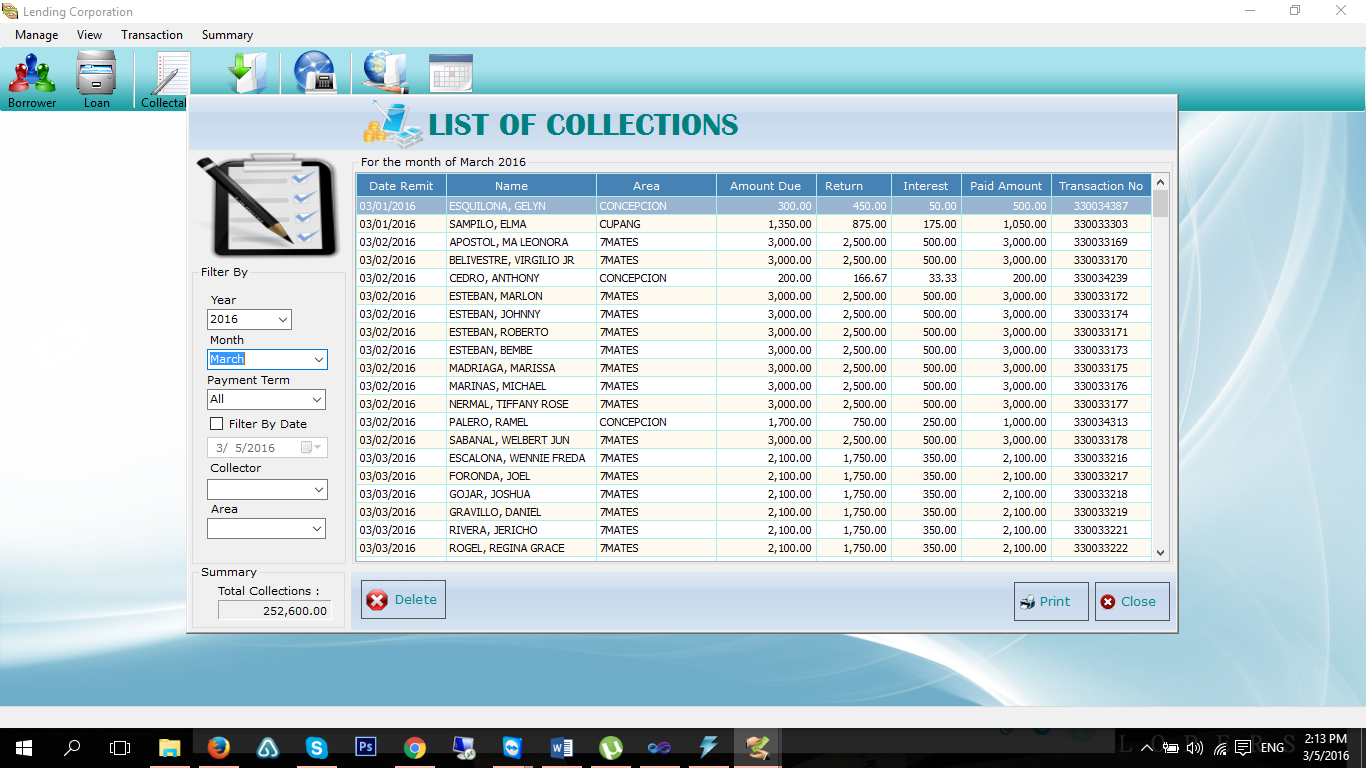 Lending Corporation
Manage View Transaction Summary
Borrower Loan Collectal
LIST OF COLLECTIONS
For the month of March 2016
Date Remit Name Area Amount Due Return Interest Paid Amount Transaction No
03/01/2016 ESQUILONA, GELYN CONCEPCION 300.00 450.00 50.00 500.00 330034387
03/01/2016 SAMPILO, ELMA CUPANG 1,350.00 875.00 175.00 1,050.00 330033303
03/02/2016 APOSTOL, MA LEONORA 7MATES 3,000.00 2,500.00 500.00 3,000.00 330033169
03/02/2016 BELIVESTRE, VIRGILIO JR 7MATES 3,000.00 2,500.00 500.00 3,000.00 330033170
03/02/2016 CEDRO, ANTHONY CONCEPCION 200.00 166.67 33.33 200.00 330034239
03/02/2016 ESTEBAN, MARLON 7MATES 3,000.00 2,500.00 500.00 3,000.00 330033172
03/02/2016 ESTEBAN, JOHNNY 7MATES 3,000.00 2,500.00 500.00 3,000.00 330033174
03/02/2016 ESTEBAN, ROBERTO 7MATES 3,000.00 2,500.00 500.00 3,000.00 330033171
03/02/2016 ESTEBAN, BEMBE 7MATES 3,000.00 2,500.00 500.00 3,000.00 330033173
03/02/2016 MADRIAGA, MARISSA 7MATES 3,000.00 2,500.00 500.00 3,000.00 330033175
03/02/2016 MARINAS, MICHAEL 7MATES 3,000.00 2,500.00 500.00 3,000.00 330033176
03/02/2016 NERMAL, TIFFANY ROSE 7MATES 3,000.00 2,500.00 500.00 3,000.00 330033177
03/02/2016 PALERO, RAMEL CONCEPCION 1,700.00 750.00 250.00 1,000.00 330034313
03/02/2016 SABANAL, WELBERT JUN 7MATES 3,000.00 2,500.00 500.00 3,000.00 330033178
03/03/2016 ESCALONA, WENNIE FREDA 7MATES 2,100.00 1,750.00 350.00 2,100.00 330033216
03/03/2016 FORONDA, JOEL 7MATES 2,100.00 1,750.00 350.00 2,100.00 330033217
03/03/2016 GOJAR, JOSHUA 7MATES 2,100.00 1,750.00 350.00 2,100.00 330033218
03/03/2016 GRAVILLO, DANIEL 7MATES 2,100.00 1,750.00 350.00 2,100.00 330033219
03/03/2016 RIVERA, JERICHO 7MATES 2,100.00 1,750.00 350.00 2,100.00 330033221
03/03/2016 ROGEL, REGINA GRACE 7MATES 2,100.00 1,750.00 350.00 2,100.00 330033222
Filter By
Year
2016
Month
March
Payment Term
All
Filter By Date
3/ 5/2016
Collector
Area
Summary
Total Collections :
252,600.00
Delete
Print
Close
Ps
ENG
2:13 PM
3/5/2016